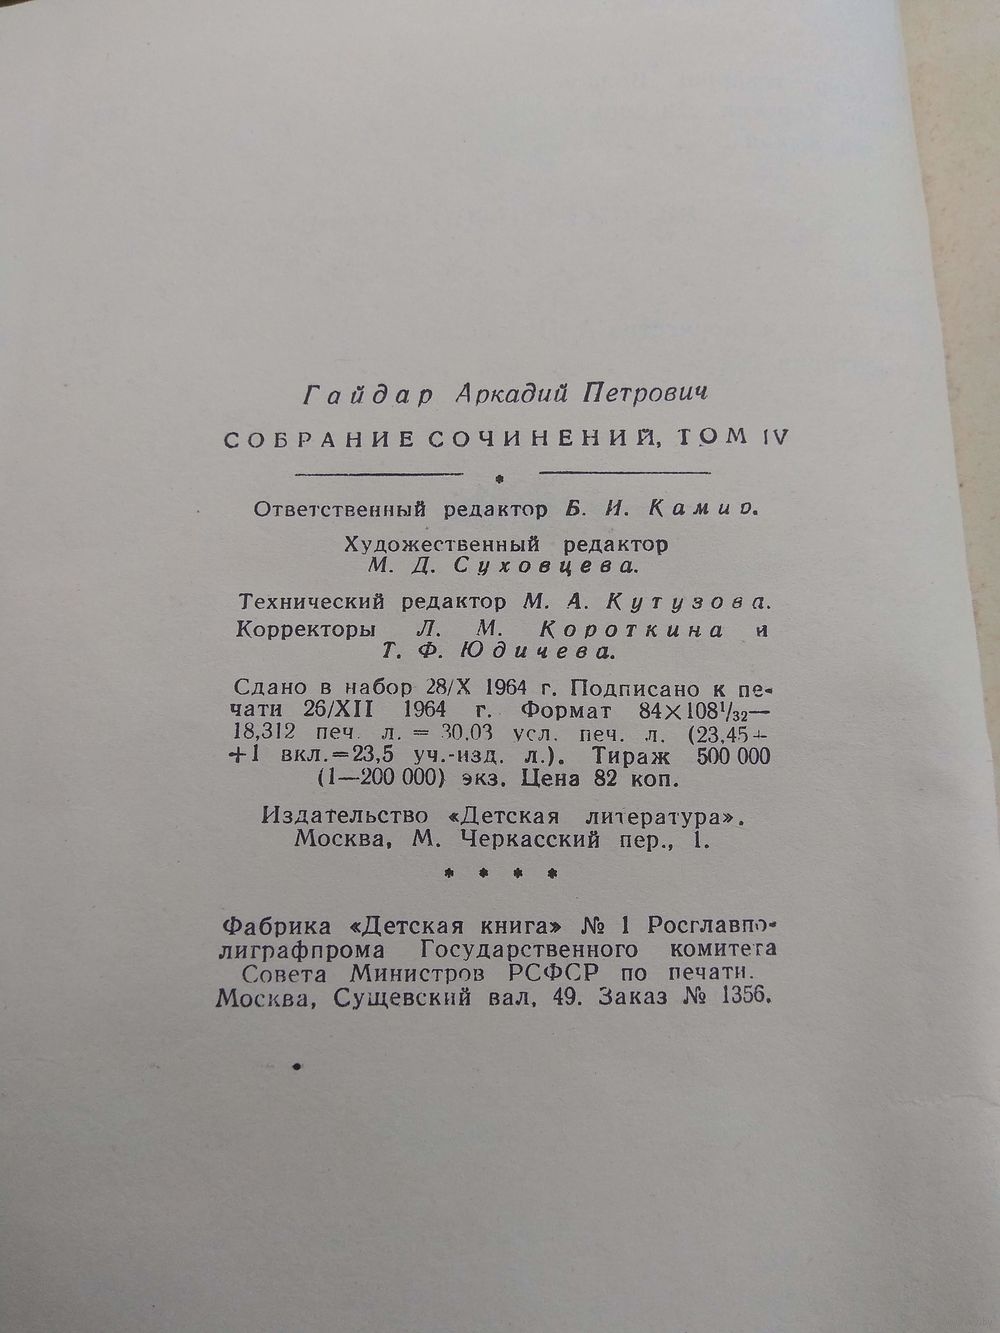 Гайдар Аркадий Петрович
СОБРАНИЕ СОЧИНЕНИЙ, ТОМ IV
Ответственный редактор Б. И. Камир.
Художественный редактор
М. Д. Суховцева.
Технический редактор М. А. Кутузова.
Корректоры Л. М. Короткина и
Т. Ф. Юдичева.
Сдано в набор 28/X 1964 г. Подписано к пе-
чати 26/XII 1964 г. Формат 84×108¹/₃₂—
18,312 печ. л. = 30,03 усл. печ. л. (23,45+
+1 вкл.=23,5 уч.-изд. л.). Тираж 500 000
(1—200 000) экз. Цена 82 коп.
Издательство «Детская литература».
Москва, М. Черкасский пер., 1.
* * * *
Фабрика «Детская книга» № 1 Росглавпо-
лиграфпрома Государственного комитета
Совета Министров РСФСР по печати.
Москва, Сущевский вал, 49. Заказ № 1356.